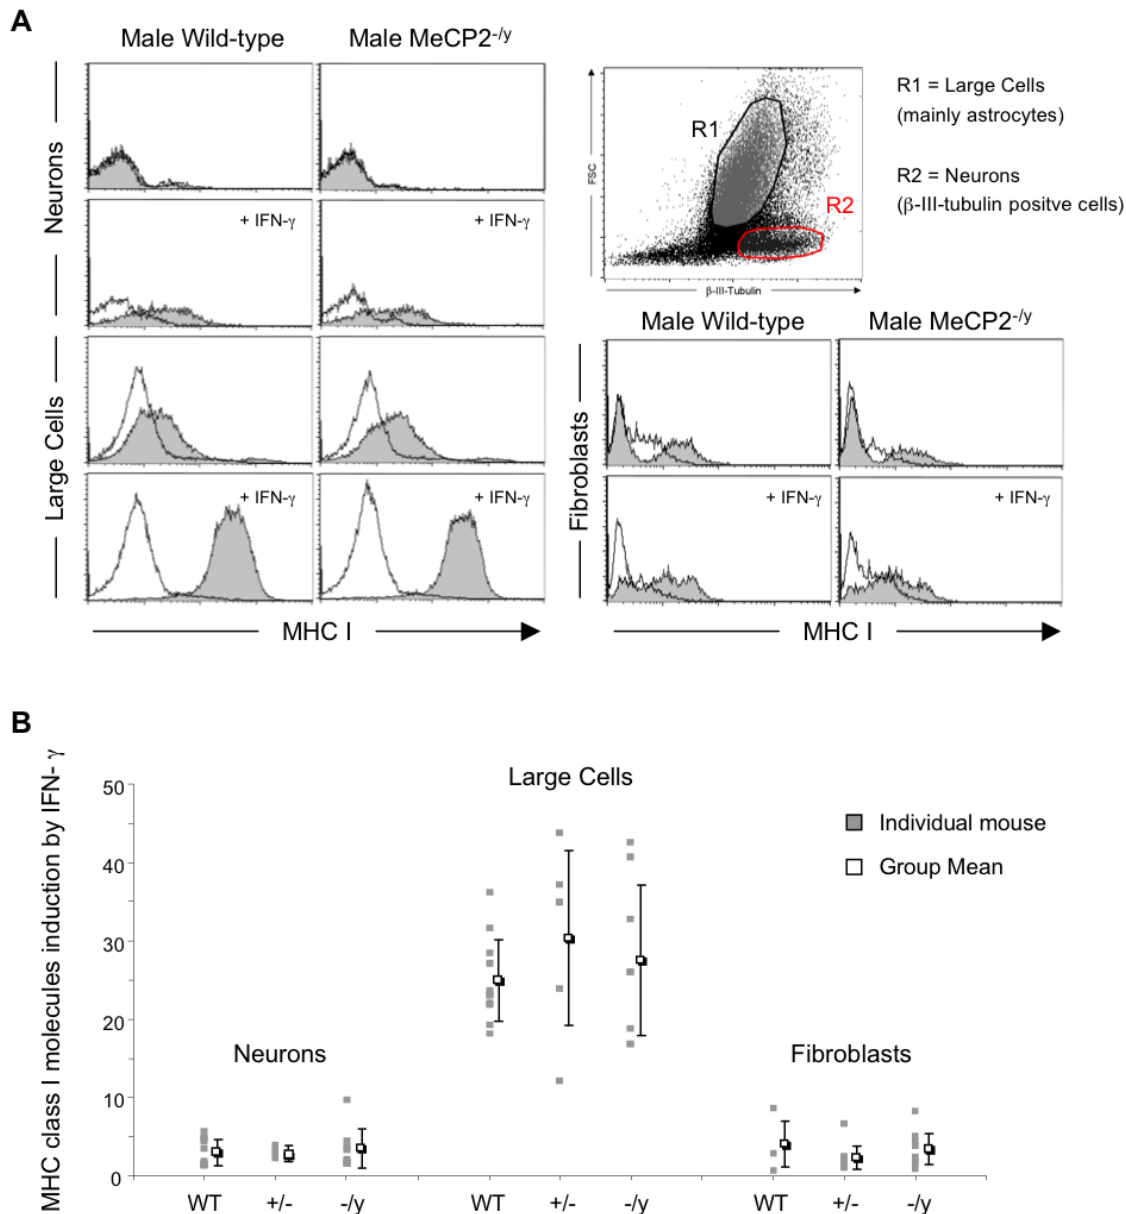 A
Male Wild-type
Male MeCP2-/y
Neurons
+ IFN-γ
+ IFN-γ
Large Cells
+ IFN-γ
+ IFN-γ
MHC I
R1
R2
FSC
β-III-Tubulin
R1 = Large Cells
(mainly astrocytes)
R2 = Neurons
(β-III-tubulin positve cells)
Male Wild-type
Male MeCP2-/y
Fibroblasts
+ IFN-γ
+ IFN-γ
MHC I
B
MHC class I molecules induction by IFN- γ
50
40
30
20
10
0
Neurons
Large Cells
Fibroblasts
Individual mouse
Group Mean
WT +/- -/y WT +/- -/y WT +/- -/y